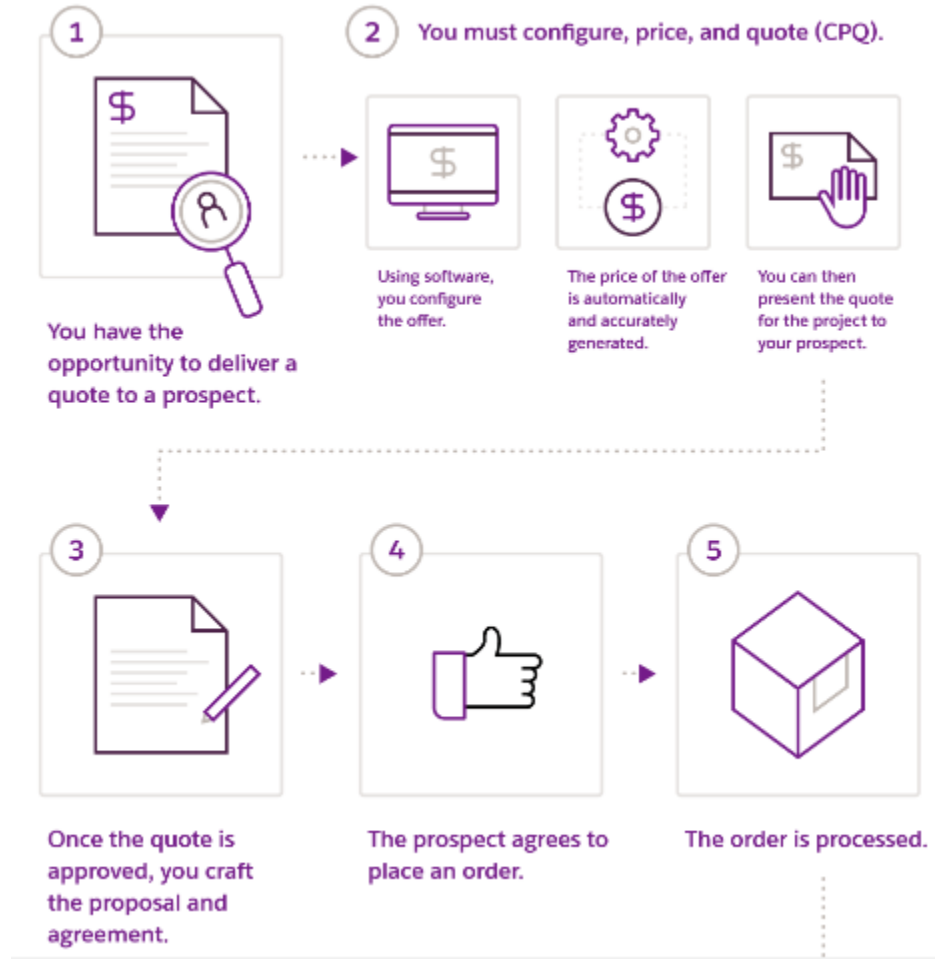 1
You have the
opportunity to deliver a
quote to a prospect.
2
You must configure, price, and quote (CPQ).
$
$
Using software,
you configure
the offer.
$
The price of the offer
is automatically
and accurately
generated.
$
You can then
present the quote
for the project to
your prospect.
3
Once the quote is
approved, you craft
the proposal and
agreement.
4
The prospect agrees to
place an order.
5
The order is processed.